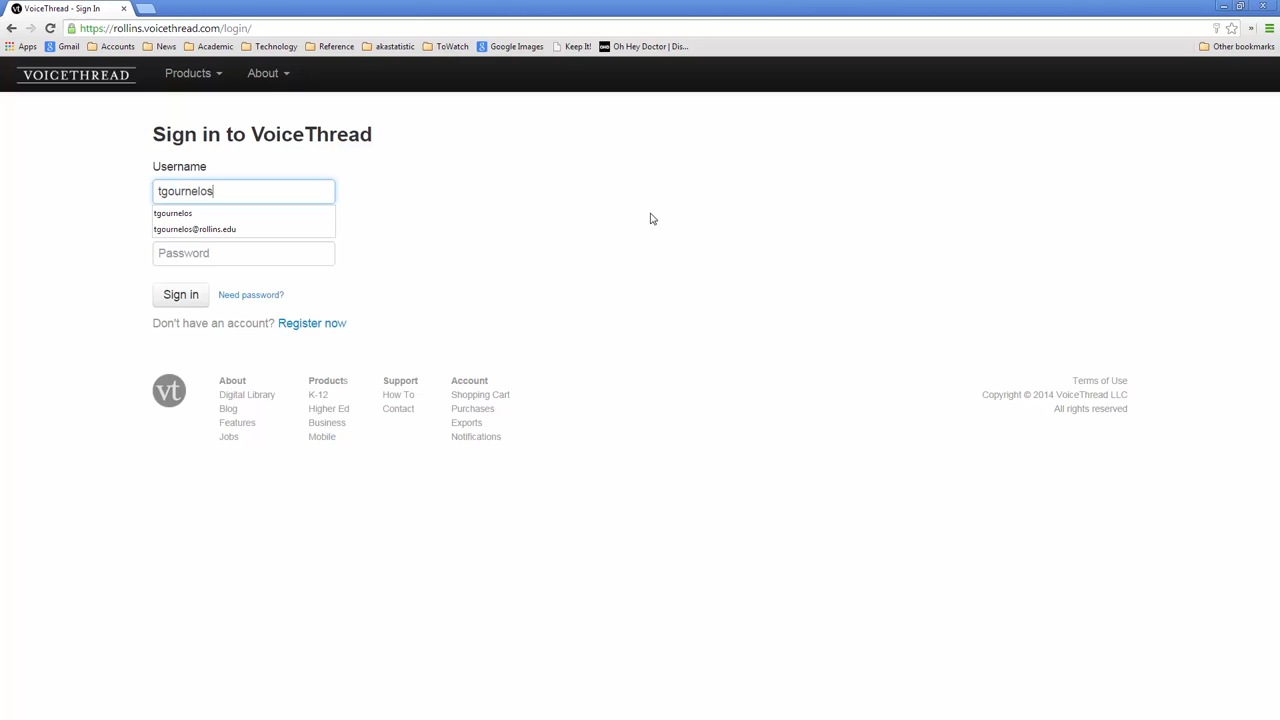 VoiceThread - Sign In
https://rollins.voicethread.com/login/
Apps Gmail Accounts News Academic Technology Reference akastatistic ToWatch Google Images Keep It! Oh Hey Doctor | Dis... Other bookmarks
VOICETHREAD Products About
Sign in to VoiceThread
Username
tgournelos
tgournelos
tgournelos@rollins.edu
Password
Sign in Need password?
Don't have an account? Register now
vt
About
Digital Library
Blog
Features
Jobs
Products
K-12
Higher Ed
Business
Mobile
Support
How To
Contact
Account
Shopping Cart
Purchases
Exports
Notifications
Terms of Use
Copyright © 2014 VoiceThread LLC
All rights reserved